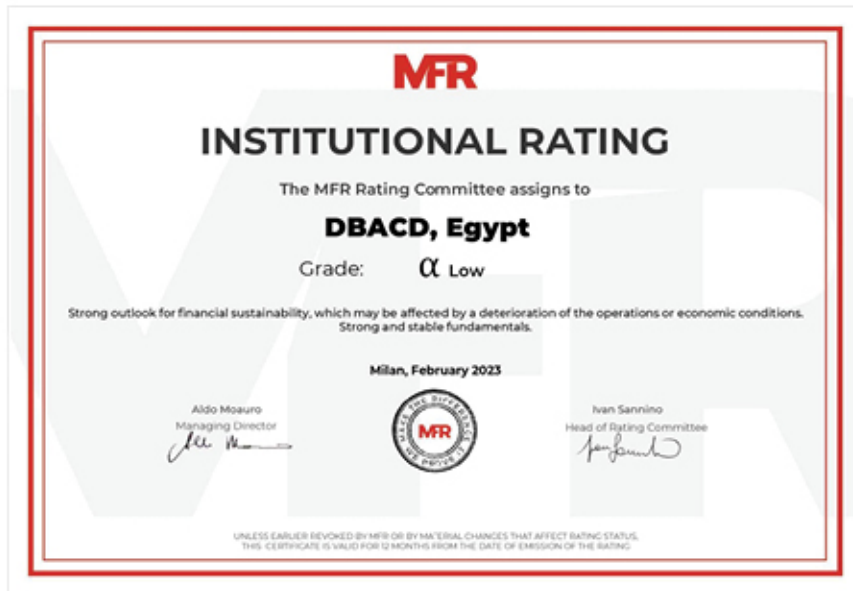 MFR
INSTITUTIONAL RATING
The MFR Rating Committee assigns to
DBACD, Egypt
Grade: α Low
Strong outlook for financial sustainability, which may be affected by a deterioration of the operations or economic conditions.
Strong and stable fundamentals.
Milan, February 2023
Aldo Moauro
Managing Director
Ivan Sannino
Head of Rating Committee
MAKE THE DIFFERENCE
MFR
UNLESS EARLIER REVOKED BY MFR OR BY MATERIAL CHANGES THAT AFFECT RATING STATUS,
THIS CERTIFICATE IS VALID FOR 12 MONTHS FROM THE DATE OF EMISSION OF THE RATING